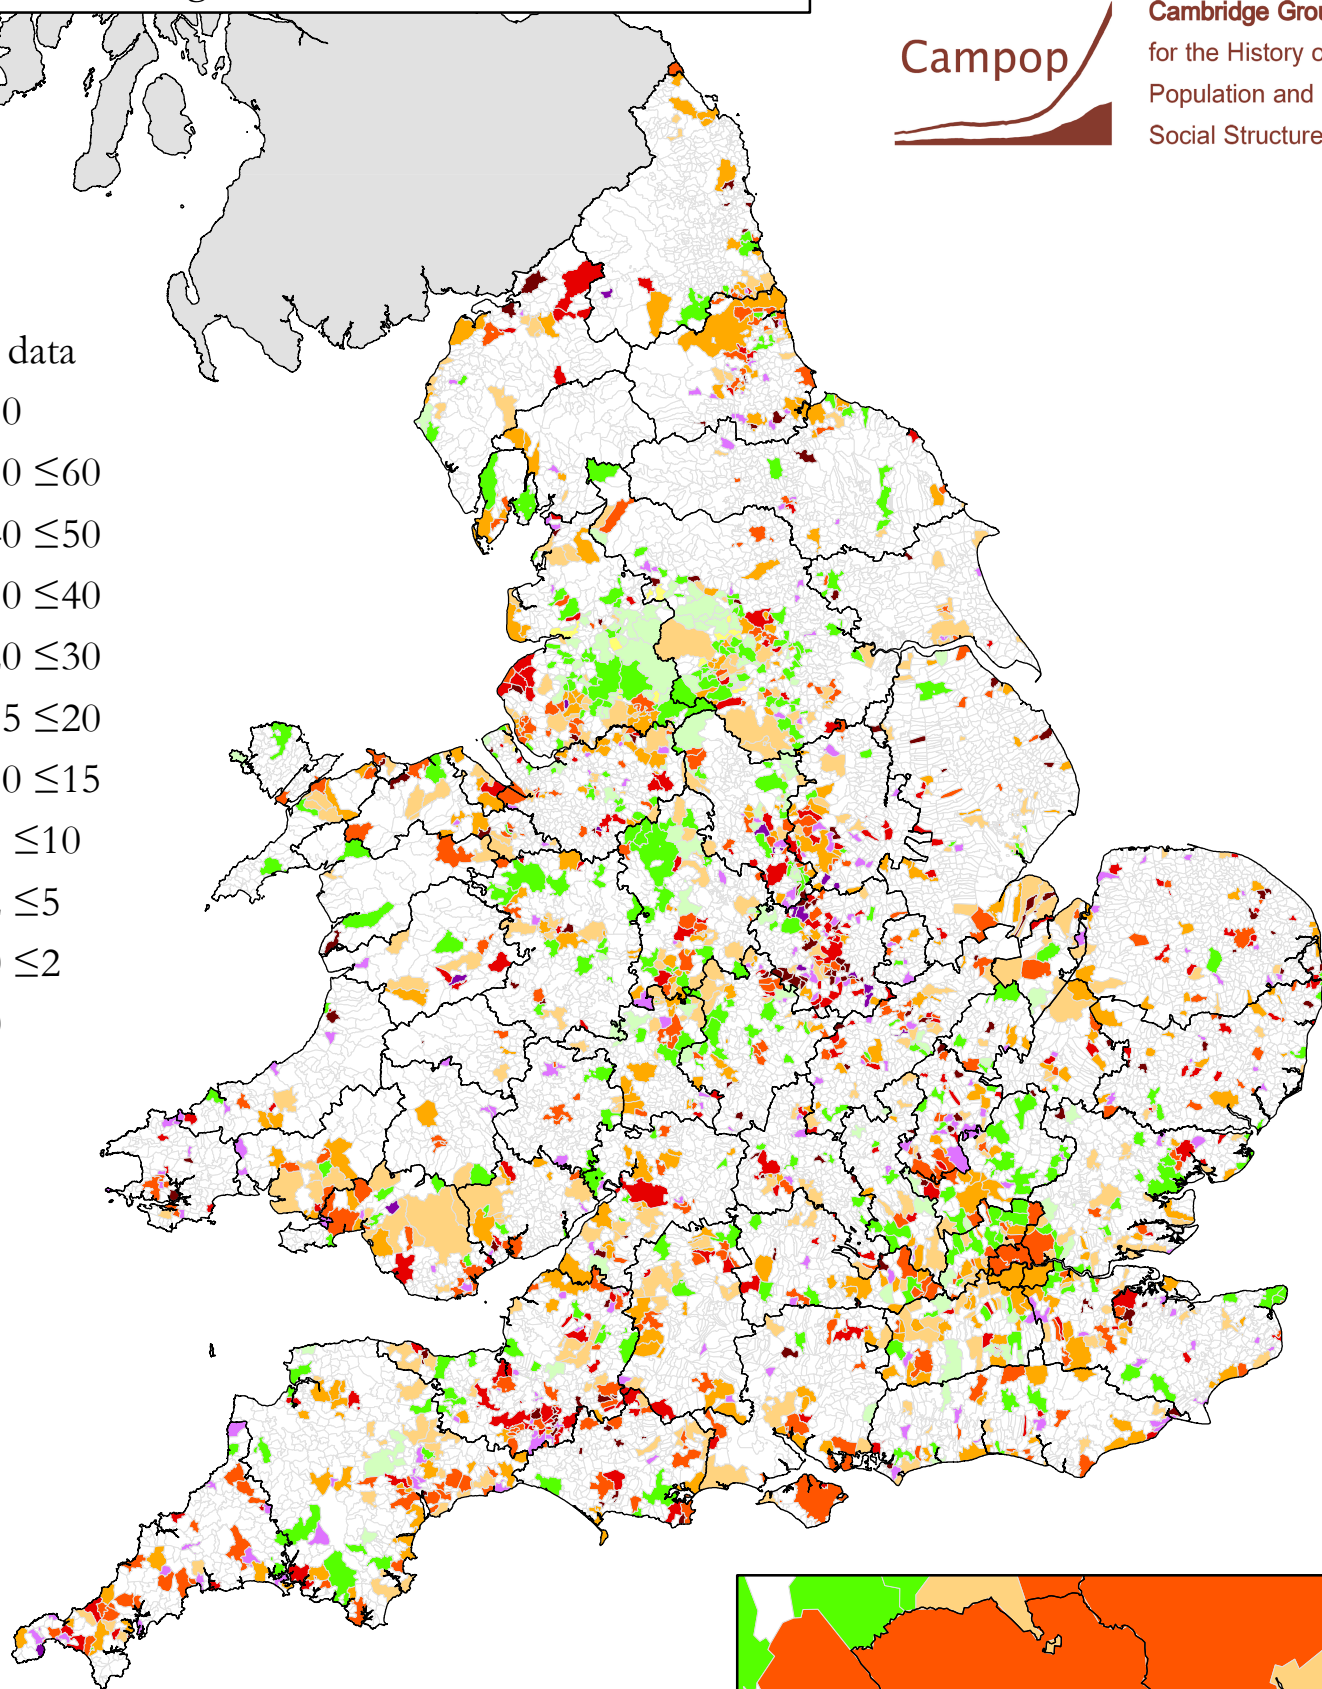 Campop
Cambridge Grou
for the History o
Population and
Social Structure
data
0
0 ≤60
0 ≤50
0 ≤40
0 ≤30
5 ≤20
0 ≤15
≤10
≤5
≤2